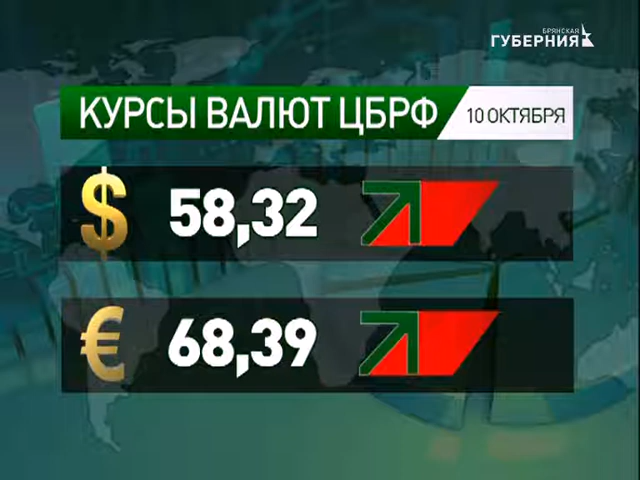 БРЯНСКАЯ
ГУБЕРНИЯ
КУРСЫ ВАЛЮТ ЦБРФ 10 ОКТЯБРЯ
$ 58,32
€ 68,39